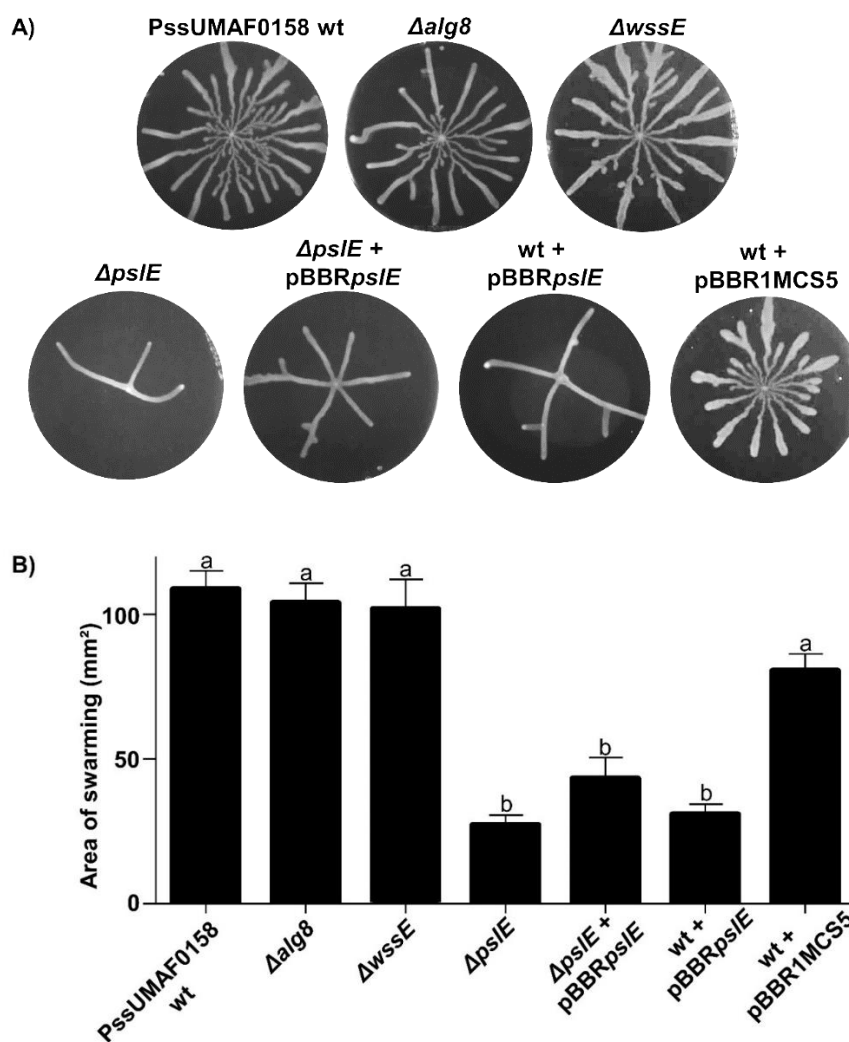 A)
PssUMAF0158 wt
Δalg8
ΔwssE
ΔpslE
ΔpslE +
pBBRpslE
wt +
pBBRpslE
wt +
pBBR1MCS5
B)
Area of swarming (mm²)
100
50
0
a
a
a
b
b
b
a
PssUMAF0158
wt
Δalg8
ΔwssE
ΔpslE
ΔpslE +
pBBRpslE
wt +
pBBRpslE
wt +
pBBR1MCS5